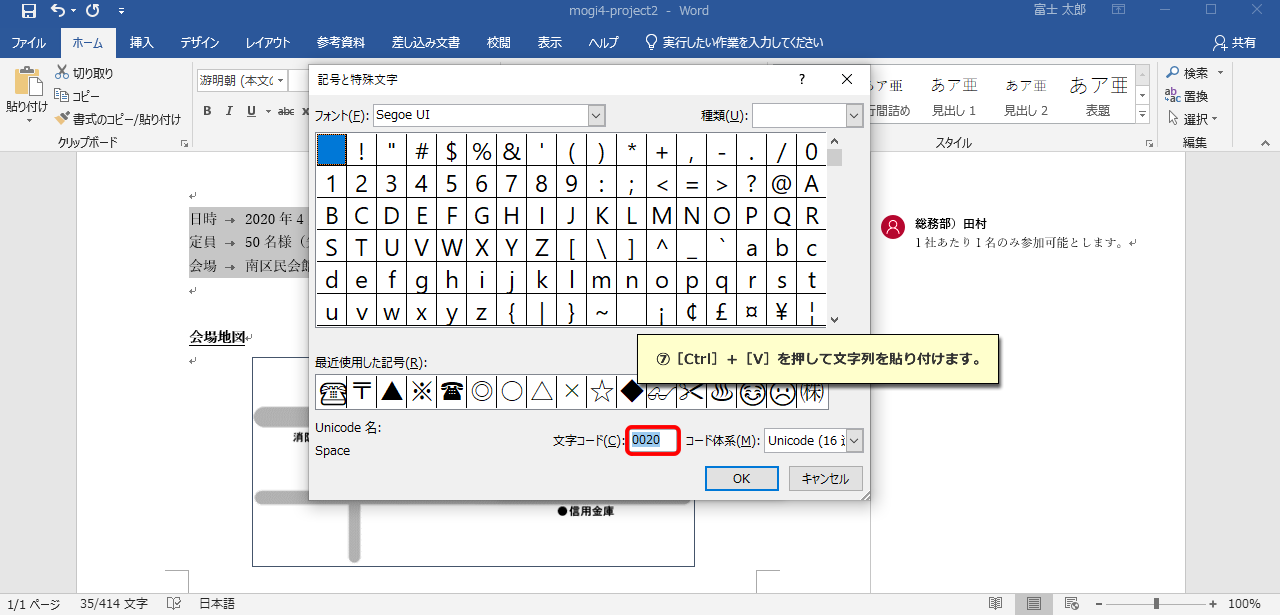 mogi4-project2 - Word
富士 太郎
ファイル ホーム 挿入 デザイン レイアウト 参考資料 差し込み文書 校閲 表示 ヘルプ 実行したい作業を入力してください 共有
貼り付け
切り取り
コピー
書式のコピー/貼り付け
クリップボード
游明朝 (本文(
B I U abc x
あア亜 あア亜 あア亜 あア亜
行間詰め 見出し 1 見出し 2 表題
スタイル
検索
置換
選択
編集
記号と特殊文字 ?
フォント(F): Segoe UI 種類(U):
! " # $ % & ' ( ) * + , - . / 0
1 2 3 4 5 6 7 8 9 : ; < = > ? @ A
B C D E F G H I J K L M N O P Q R
S T U V W X Y Z [ \ ] ^ _ ` a b c
d e f g h i j k l m n o p q r s t
u v w x y z { | } ~ ¡ ¢ £ ¤ ¥ ¦
最近使用した記号(R):
☏ 〒 ▲ ※ ☎ ◎ ○ △ × ☆ ◆ ♨ ㈱
Unicode 名:
Space
文字コード(C): 0020 コード体系(M): Unicode (16 進
OK キャンセル
⑦［Ctrl］+［V］を押して文字列を貼り付けます。
日時 → 2020 年 4
定員 → 50 名様（
会場 → 南区民会館
会場地図
消防
●信用金庫
総務部）田村
1 社あたり 1 名のみ参加可能とします。
1/1 ページ 35/414 文字 日本語 − + 100%